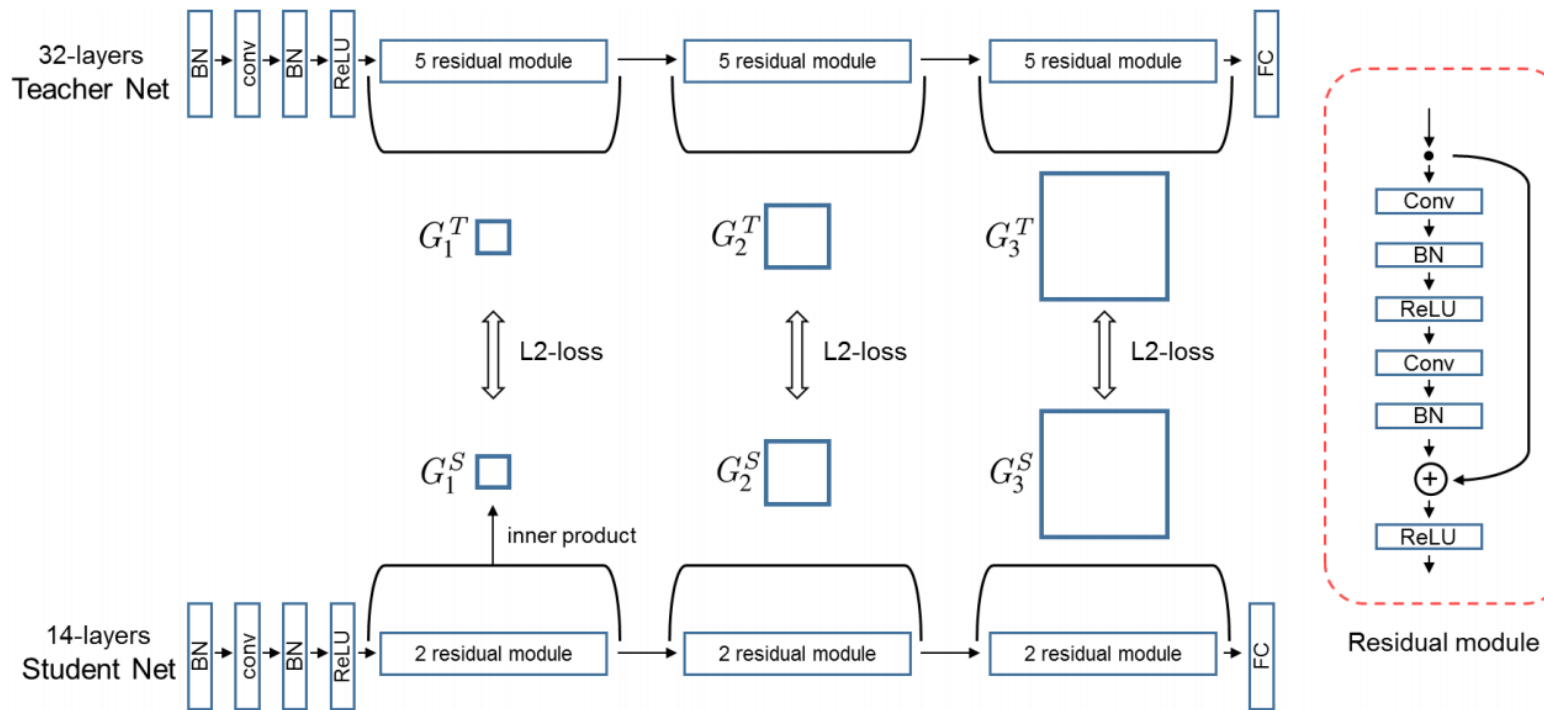 32-layers
Teacher Net
BN
conv
BN
ReLU
5 residual module
5 residual module
5 residual module
FC
G_1^T
G_2^T
G_3^T
L2-loss
L2-loss
L2-loss
G_1^S
G_2^S
G_3^S
inner product
14-layers
Student Net
BN
conv
BN
ReLU
2 residual module
2 residual module
2 residual module
FC
Conv
BN
ReLU
Conv
BN
+
ReLU
Residual module